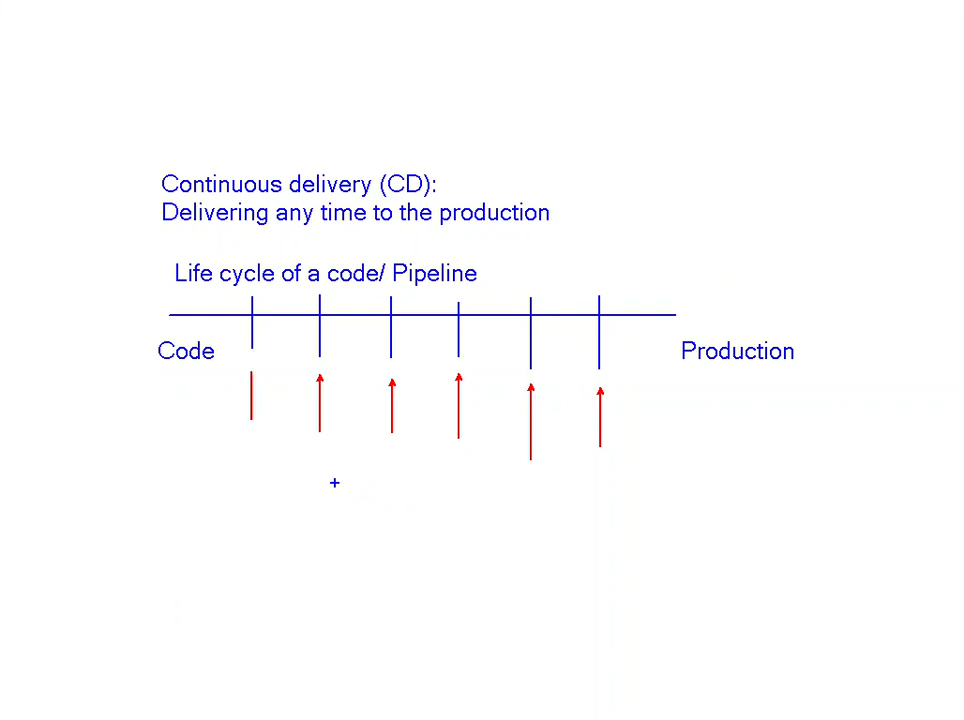 Continuous delivery (CD):
Delivering any time to the production
Life cycle of a code/ Pipeline
Code
Production